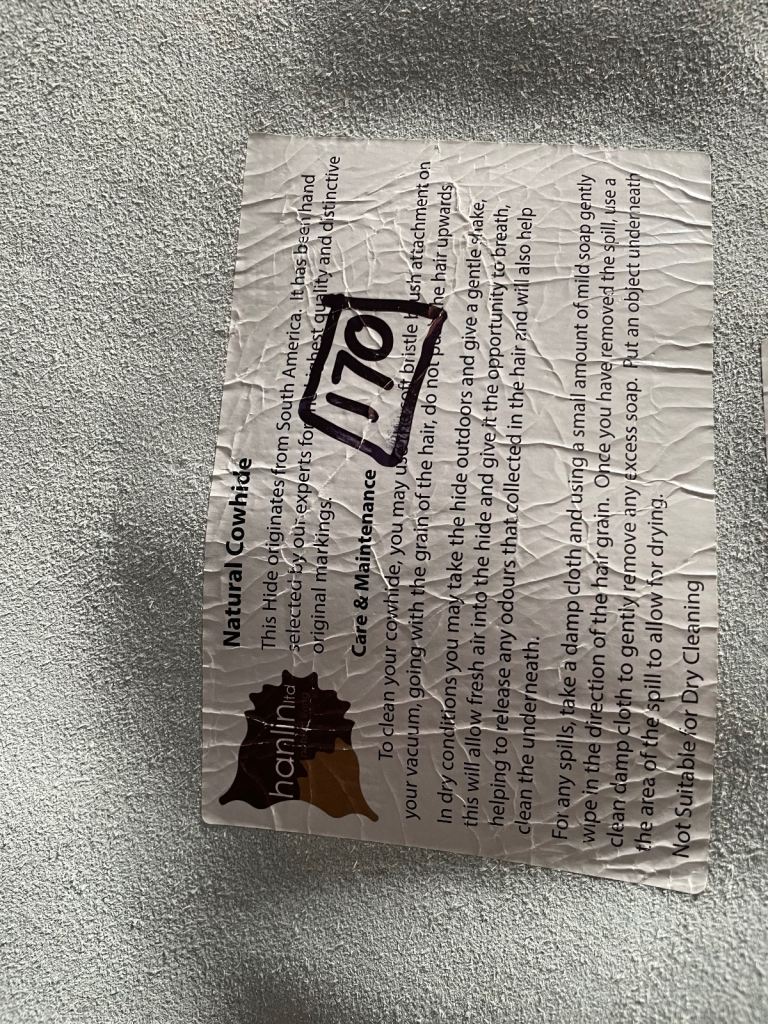 hanlin ltd
Natural Cowhide
This Hide originates from South America. It has been hand
selected by our experts for highest quality and distinctive
original markings.
170
Care & Maintenance
To clean your cowhide, you may use soft bristle brush attachment on
your vacuum, going with the grain of the hair, do not the hair upwards
In dry conditions you may take the hide outdoors and give a gentle shake,
this will allow fresh air into the hide and give it the opportunity to breath,
helping to release any odours that collected in the hair and will also help
clean the underneath.
For any spills, take a damp cloth and using a small amount of mild soap gently
wipe in the direction of the hair grain. Once you have removed the spill, use a
clean damp cloth to gently remove any excess soap. Put an object underneath
the area of the spill to allow for drying.
Not Suitable for Dry Cleaning